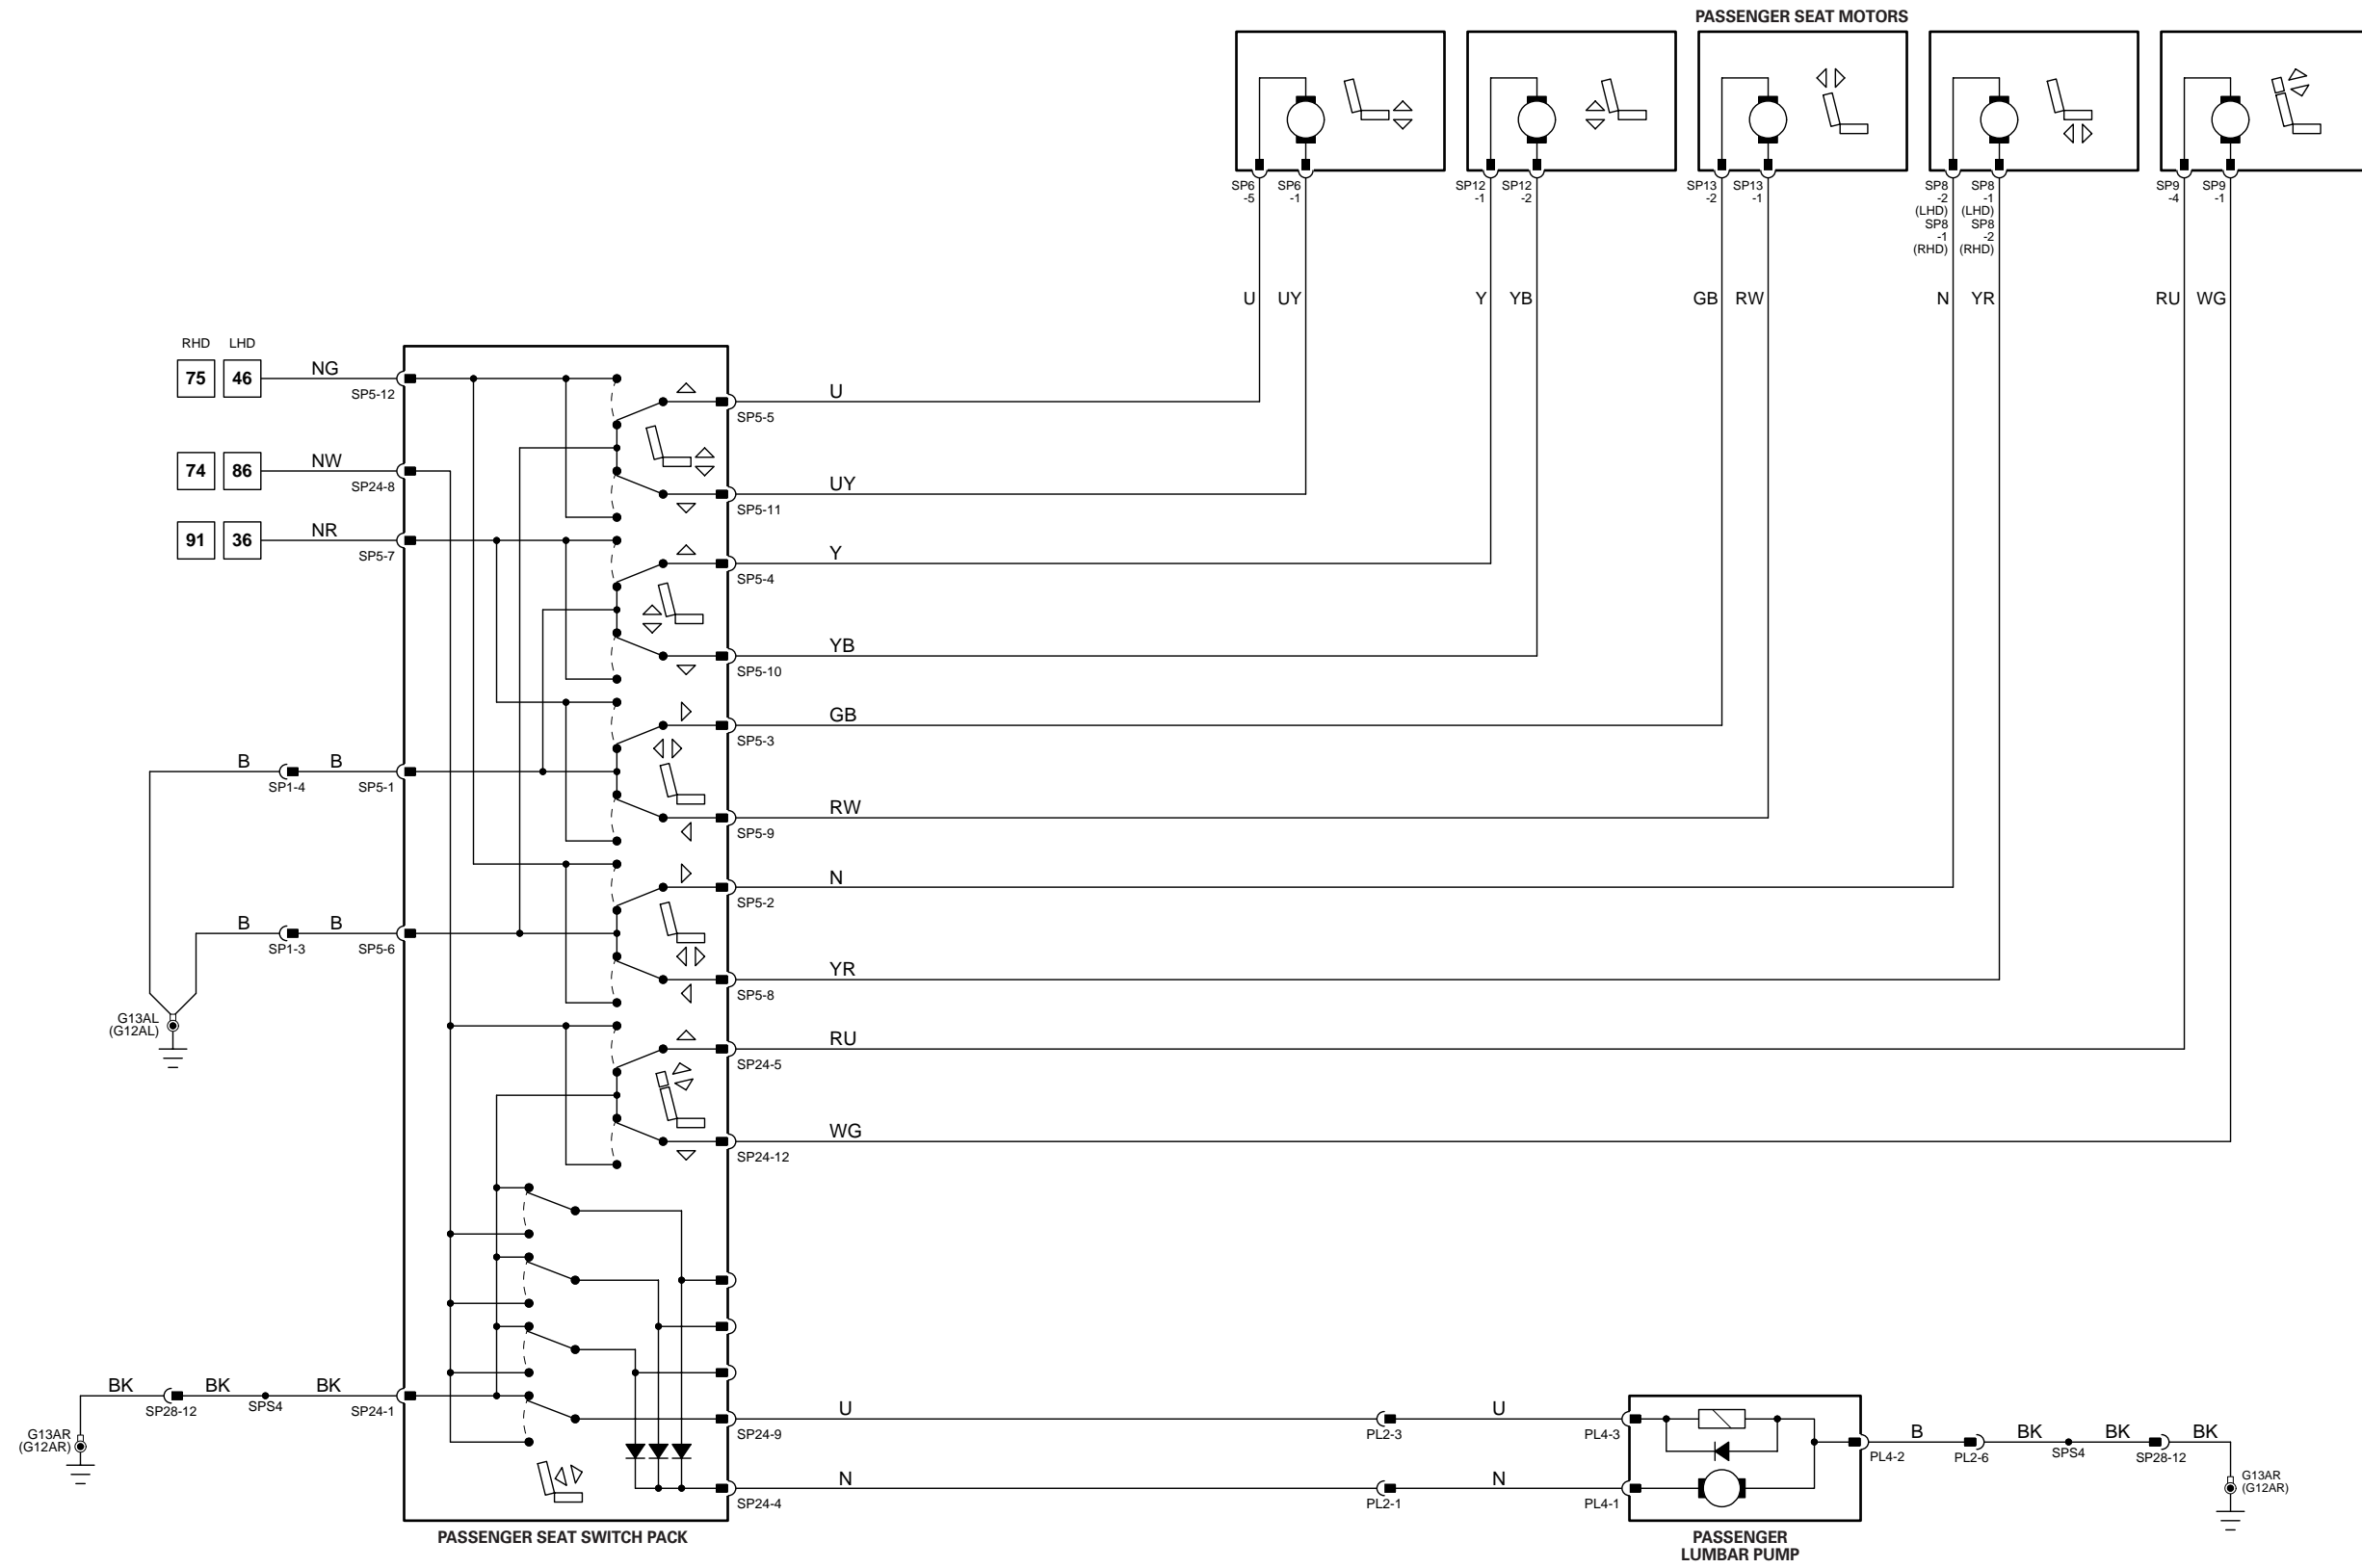 PASSENGER SEAT MOTORS
SP6 SP6 SP12 SP12 SP13 SP13 SP8 SP8 SP9 SP9
-5 -1 -1 -2 -2 -1 -2 -1 -4 -1
(LHD) (LHD)
SP8 SP8
-1 -2
(RHD) (RHD)
U UY Y YB GB RW N YR RU WG
RHD LHD
75 46 NG
SP5-12
U
SP5-5
74 86 NW
SP24-8
UY
SP5-11
91 36 NR
SP5-7
Y
SP5-4
YB
SP5-10
GB
SP5-3
B B
SP1-4 SP5-1
RW
SP5-9
N
SP5-2
B B
SP1-3 SP5-6
YR
SP5-8
G13AL
(G12AL)
RU
SP24-5
WG
SP24-12
BK BK BK
SP28-12 SPS4 SP24-1
G13AR
(G12AR)
U U
SP24-9 PL2-3 PL4-3
B BK BK BK
PL4-2 PL2-6 SPS4 SP28-12
G13AR
(G12AR)
N N
SP24-4 PL2-1 PL4-1
PASSENGER SEAT SWITCH PACK
PASSENGER
LUMBAR PUMP